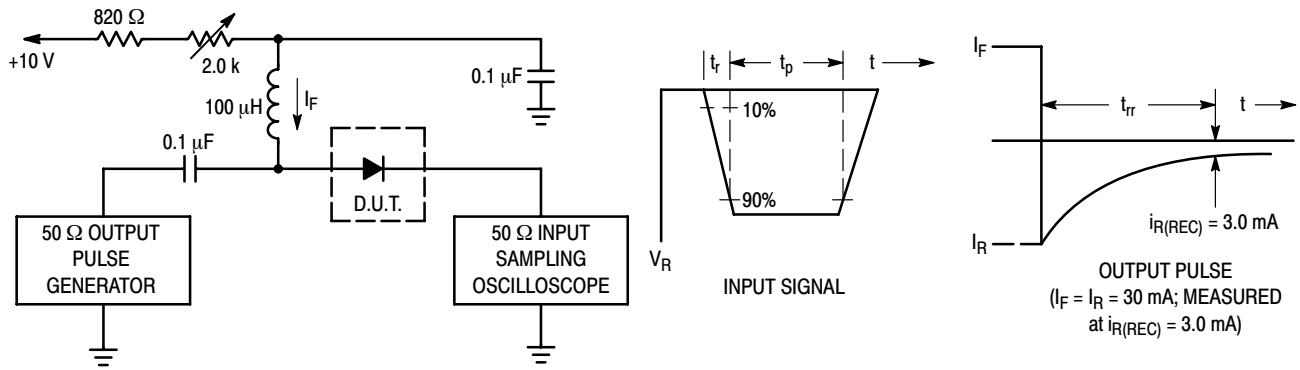 820 Ω
+10 V
2.0 k
100 μH
I_F
0.1 μF
0.1 μF
D.U.T.
50 Ω OUTPUT
PULSE
GENERATOR
50 Ω INPUT
SAMPLING
OSCILLOSCOPE
t_r
t_p
t
10%
90%
V_R
INPUT SIGNAL
I_F
t_rr
t
I_R
i_R(REC) = 3.0 mA
OUTPUT PULSE
(I_F = I_R = 30 mA; MEASURED
at i_R(REC) = 3.0 mA)